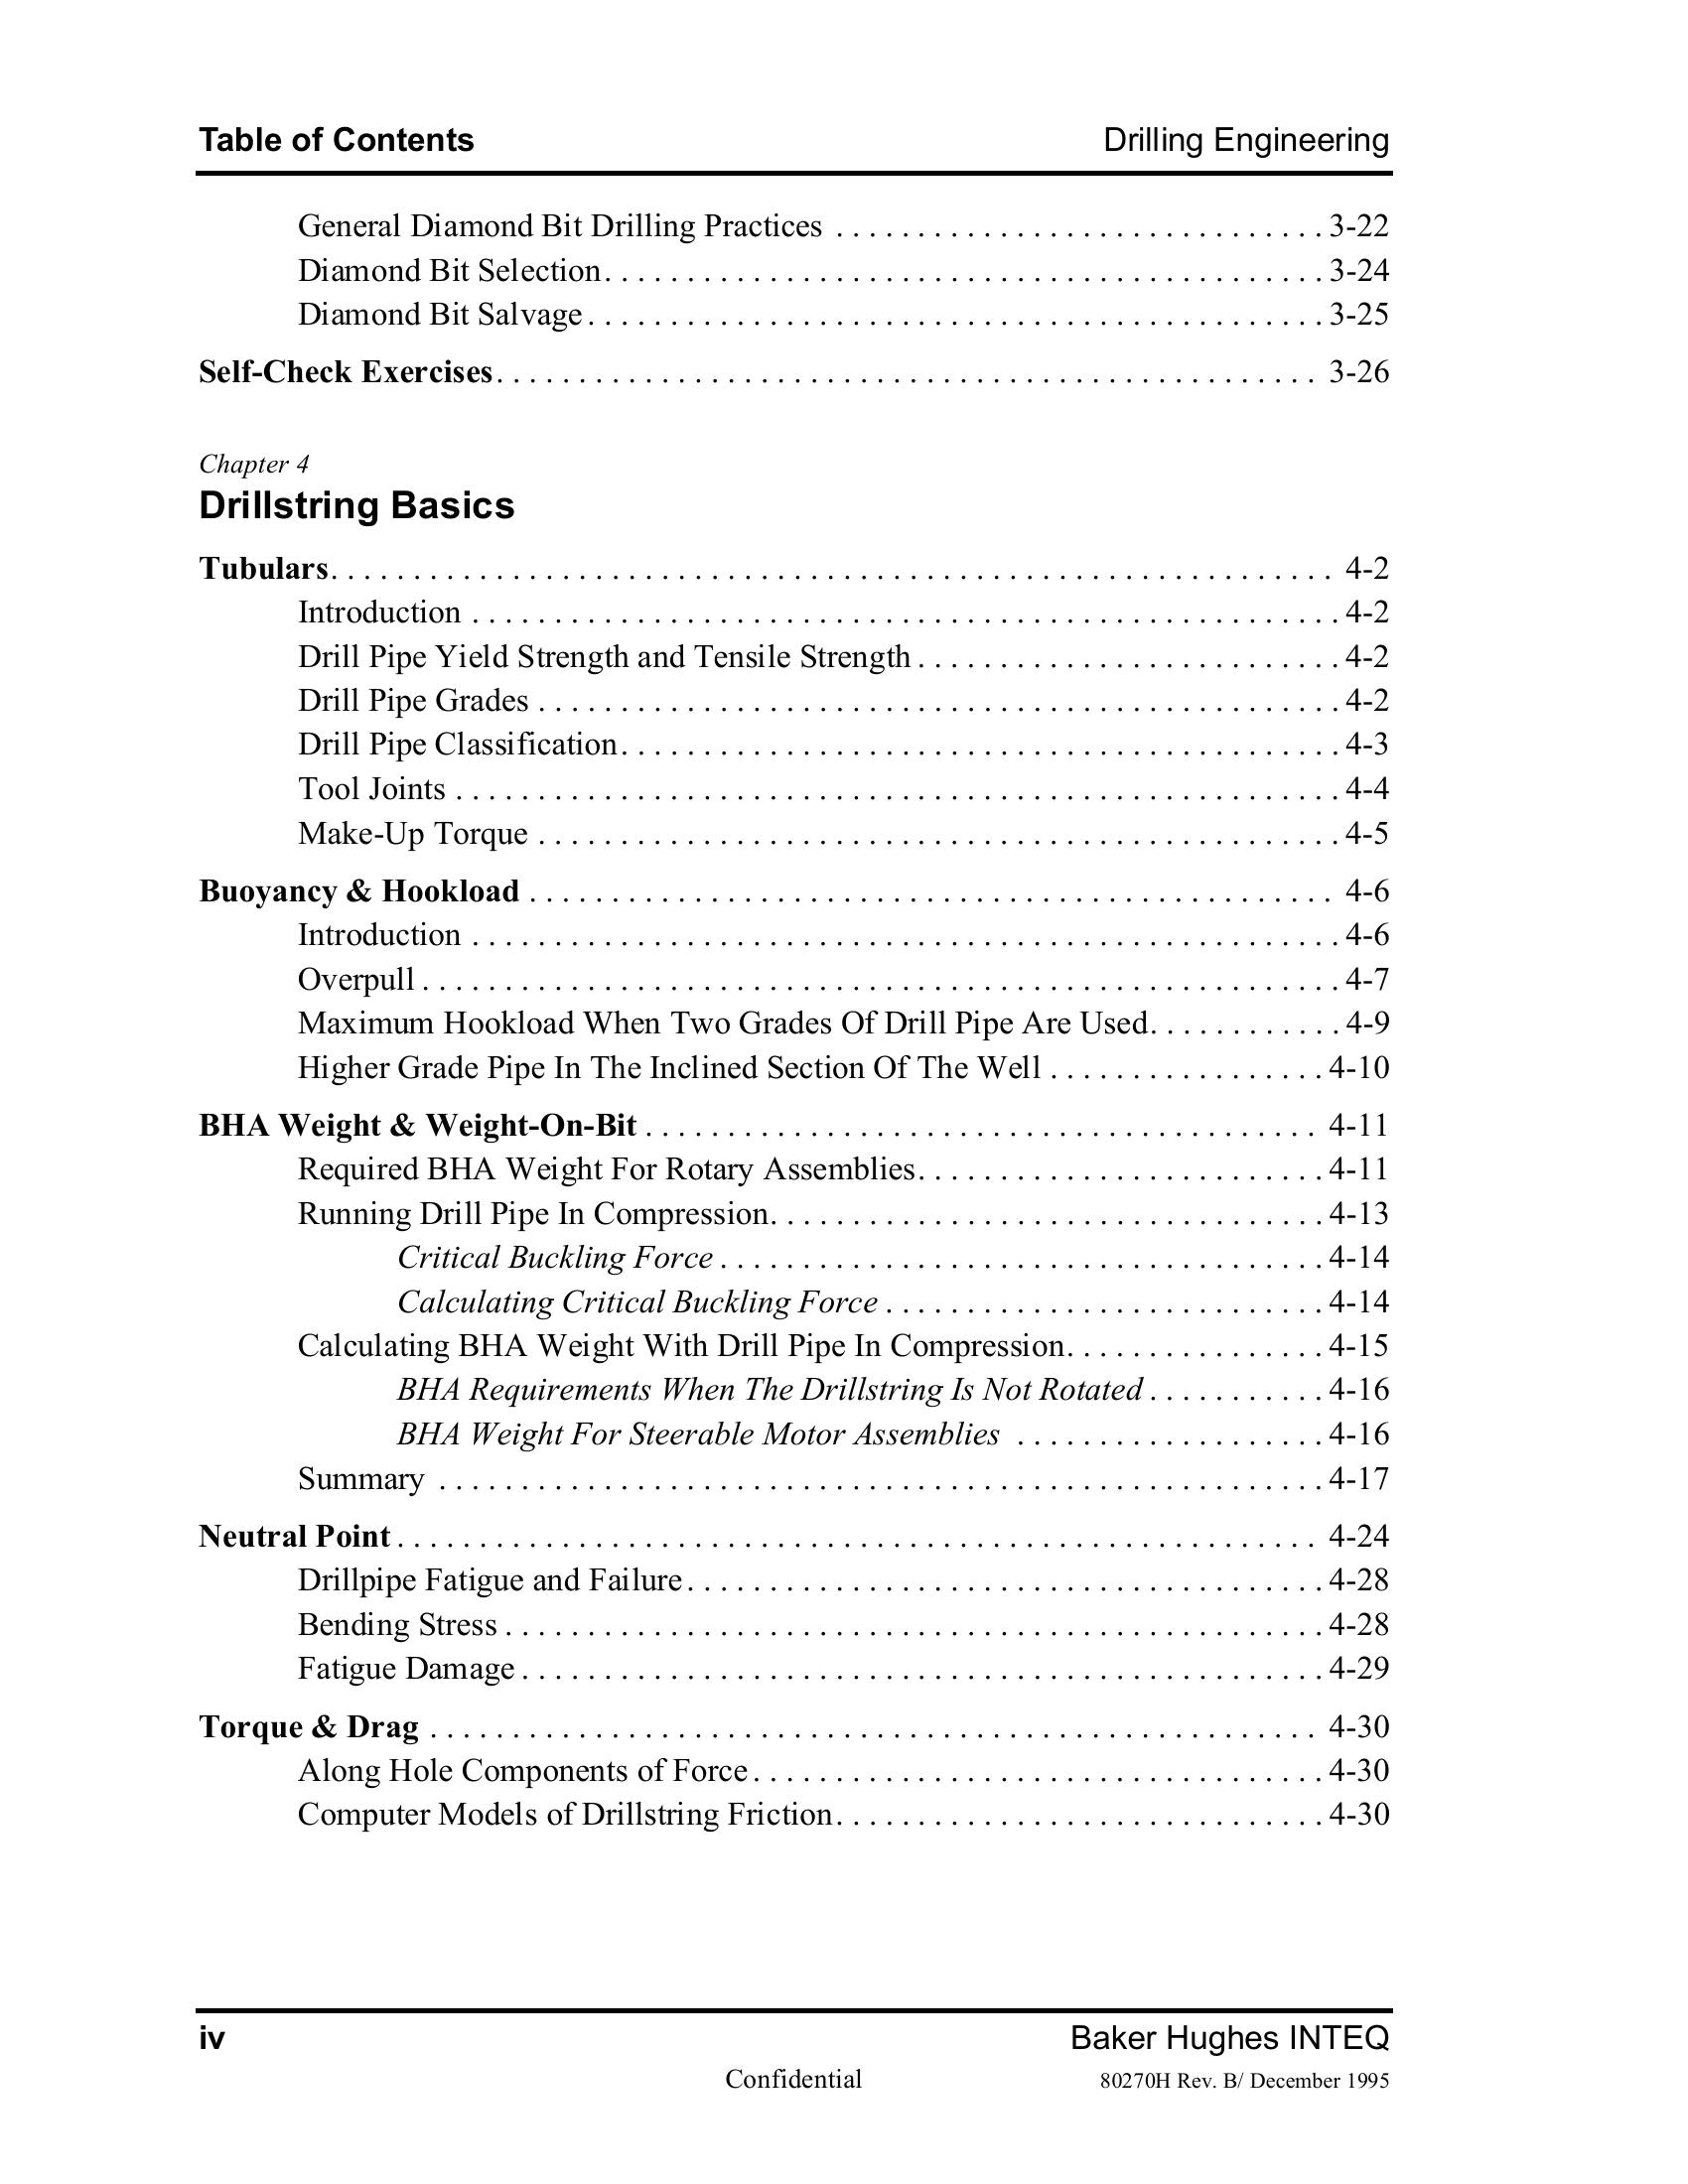 Table of Contents Drilling Engineering
General Diamond Bit Drilling Practices . . . . . . . . . . . . . . . . . . . . . . . . . . . . . . 3-22
Diamond Bit Selection. . . . . . . . . . . . . . . . . . . . . . . . . . . . . . . . . . . . . . . . . . . . 3-24
Diamond Bit Salvage. . . . . . . . . . . . . . . . . . . . . . . . . . . . . . . . . . . . . . . . . . . . . 3-25
Self-Check Exercises. . . . . . . . . . . . . . . . . . . . . . . . . . . . . . . . . . . . . . . . . . . . . . . . . . 3-26
Chapter 4
Drillstring Basics
Tubulars. . . . . . . . . . . . . . . . . . . . . . . . . . . . . . . . . . . . . . . . . . . . . . . . . . . . . . . . . . . . . 4-2
Introduction . . . . . . . . . . . . . . . . . . . . . . . . . . . . . . . . . . . . . . . . . . . . . . . . . . . . . 4-2
Drill Pipe Yield Strength and Tensile Strength . . . . . . . . . . . . . . . . . . . . . . . . . . 4-2
Drill Pipe Grades . . . . . . . . . . . . . . . . . . . . . . . . . . . . . . . . . . . . . . . . . . . . . . . . . 4-2
Drill Pipe Classification. . . . . . . . . . . . . . . . . . . . . . . . . . . . . . . . . . . . . . . . . . . . 4-3
Tool Joints . . . . . . . . . . . . . . . . . . . . . . . . . . . . . . . . . . . . . . . . . . . . . . . . . . . . . . 4-4
Make-Up Torque . . . . . . . . . . . . . . . . . . . . . . . . . . . . . . . . . . . . . . . . . . . . . . . . . 4-5
Buoyancy & Hookload . . . . . . . . . . . . . . . . . . . . . . . . . . . . . . . . . . . . . . . . . . . . . . . . . 4-6
Introduction . . . . . . . . . . . . . . . . . . . . . . . . . . . . . . . . . . . . . . . . . . . . . . . . . . . . . 4-6
Overpull . . . . . . . . . . . . . . . . . . . . . . . . . . . . . . . . . . . . . . . . . . . . . . . . . . . . . . . . 4-7
Maximum Hookload When Two Grades Of Drill Pipe Are Used. . . . . . . . . . . . 4-9
Higher Grade Pipe In The Inclined Section Of The Well . . . . . . . . . . . . . . . . . 4-10
BHA Weight & Weight-On-Bit . . . . . . . . . . . . . . . . . . . . . . . . . . . . . . . . . . . . . . . . . 4-11
Required BHA Weight For Rotary Assemblies. . . . . . . . . . . . . . . . . . . . . . . . . 4-11
Running Drill Pipe In Compression. . . . . . . . . . . . . . . . . . . . . . . . . . . . . . . . . . 4-13
Critical Buckling Force . . . . . . . . . . . . . . . . . . . . . . . . . . . . . . . . . . . . . 4-14
Calculating Critical Buckling Force . . . . . . . . . . . . . . . . . . . . . . . . . . . 4-14
Calculating BHA Weight With Drill Pipe In Compression. . . . . . . . . . . . . . . . 4-15
BHA Requirements When The Drillstring Is Not Rotated . . . . . . . . . . . 4-16
BHA Weight For Steerable Motor Assemblies . . . . . . . . . . . . . . . . . . . 4-16
Summary . . . . . . . . . . . . . . . . . . . . . . . . . . . . . . . . . . . . . . . . . . . . . . . . . . . . . . 4-17
Neutral Point . . . . . . . . . . . . . . . . . . . . . . . . . . . . . . . . . . . . . . . . . . . . . . . . . . . . . . . . 4-24
Drillpipe Fatigue and Failure. . . . . . . . . . . . . . . . . . . . . . . . . . . . . . . . . . . . . . . 4-28
Bending Stress . . . . . . . . . . . . . . . . . . . . . . . . . . . . . . . . . . . . . . . . . . . . . . . . . . 4-28
Fatigue Damage . . . . . . . . . . . . . . . . . . . . . . . . . . . . . . . . . . . . . . . . . . . . . . . . . 4-29
Torque & Drag . . . . . . . . . . . . . . . . . . . . . . . . . . . . . . . . . . . . . . . . . . . . . . . . . . . . . . 4-30
Along Hole Components of Force. . . . . . . . . . . . . . . . . . . . . . . . . . . . . . . . . . . 4-30
Computer Models of Drillstring Friction. . . . . . . . . . . . . . . . . . . . . . . . . . . . . . 4-30
iv Baker Hughes INTEQ
Confidential 80270H Rev. B/ December 1995